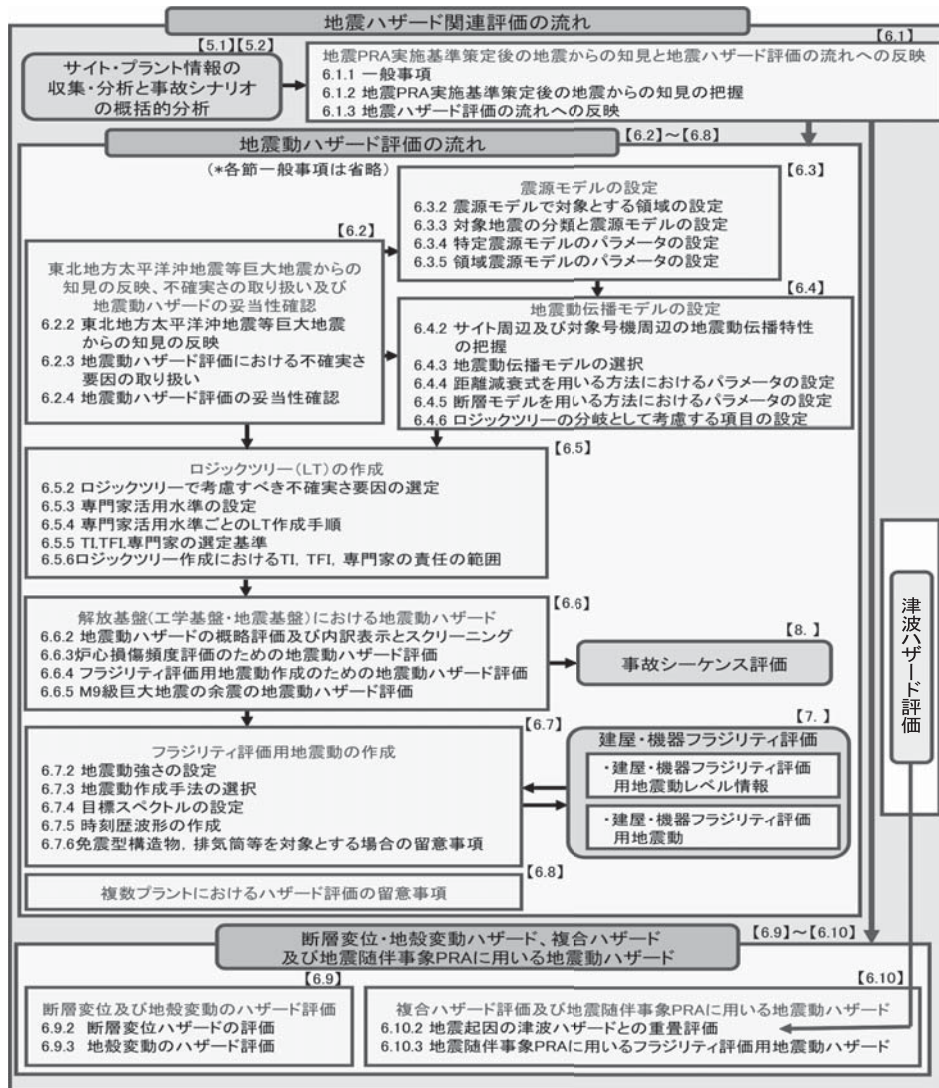 地震ハザード関連評価の流れ
【5.1】【5.2】
サイト・プラント情報の
収集・分析と事故シナリオ
の概括的分析
【6.1】
地震PRA実施基準策定後の地震からの知見と地震ハザード評価の流れへの反映
6.1.1 一般事項
6.1.2 地震PRA実施基準策定後の地震からの知見の把握
6.1.3 地震ハザード評価の流れへの反映
地震動ハザード評価の流れ
【6.2】~【6.8】
(*各節一般事項は省略)
【6.3】
震源モデルの設定
6.3.2 震源モデルで対象とする領域の設定
6.3.3 対象地震の分類と震源モデルの設定
6.3.4 特定震源モデルのパラメータの設定
6.3.5 領域震源モデルのパラメータの設定
【6.2】
東北地方太平洋沖地震等巨大地震からの
知見の反映、不確実さの取り扱い及び
地震動ハザードの妥当性確認
6.2.2 東北地方太平洋沖地震等巨大地震
からの知見の反映
6.2.3 地震動ハザード評価における不確実さ
要因の取り扱い
6.2.4 地震動ハザード評価の妥当性確認
【6.4】
地震動伝播モデルの設定
6.4.2 サイト周辺及び対象号機周辺の地震動伝播特性
の把握
6.4.3 地震動伝播モデルの選択
6.4.4 距離減衰式を用いる方法におけるパラメータの設定
6.4.5 断層モデルを用いる方法におけるパラメータの設定
6.4.6 ロジックツリーの分岐として考慮する項目の設定
【6.5】
ロジックツリー(LT)の作成
6.5.2 ロジックツリーで考慮すべき不確実さ要因の選定
6.5.3 専門家活用水準の設定
6.5.4 専門家活用水準ごとのLT作成手順
6.5.5 TI,TFI,専門家の選定基準
6.5.6ロジックツリー作成におけるTI, TFI, 専門家の責任の範囲
【6.6】
解放基盤(工学基盤・地震基盤)における地震動ハザード
6.6.2 地震動ハザードの概略評価及び内訳表示とスクリーニング
6.6.3炉心損傷頻度評価のための地震動ハザード評価
6.6.4 フラジリティ評価用地震動作成のための地震動ハザード評価
6.6.5 M9級巨大地震の余震の地震動ハザード評価
【8. 】
事故シーケンス評価
【6.7】
フラジリティ評価用地震動の作成
6.7.2 地震動強さの設定
6.7.3 地震動作成手法の選択
6.7.4 目標スペクトルの設定
6.7.5 時刻歴波形の作成
6.7.6免震型構造物, 排気筒等を対象とする場合の留意事項
【7. 】
建屋・機器フラジリティ評価
・建屋・機器フラジリティ評価
用地震動レベル情報
・建屋・機器フラジリティ評価
用地震動
【6.8】
複数プラントにおけるハザード評価の留意事項
津波ハザード評価
断層変位・地殻変動ハザード、複合ハザード
及び地震随伴事象PRAに用いる地震動ハザード
【6.9】~【6.10】
【6.9】
断層変位及び地殻変動のハザード評価
6.9.2 断層変位ハザードの評価
6.9.3 地殻変動のハザード評価
【6.10】
複合ハザード評価及び地震随伴事象PRAに用いる地震動ハザード
6.10.2 地震起因の津波ハザードとの重畳評価
6.10.3 地震随伴事象PRAに用いるフラジリティ評価用地震動ハザード